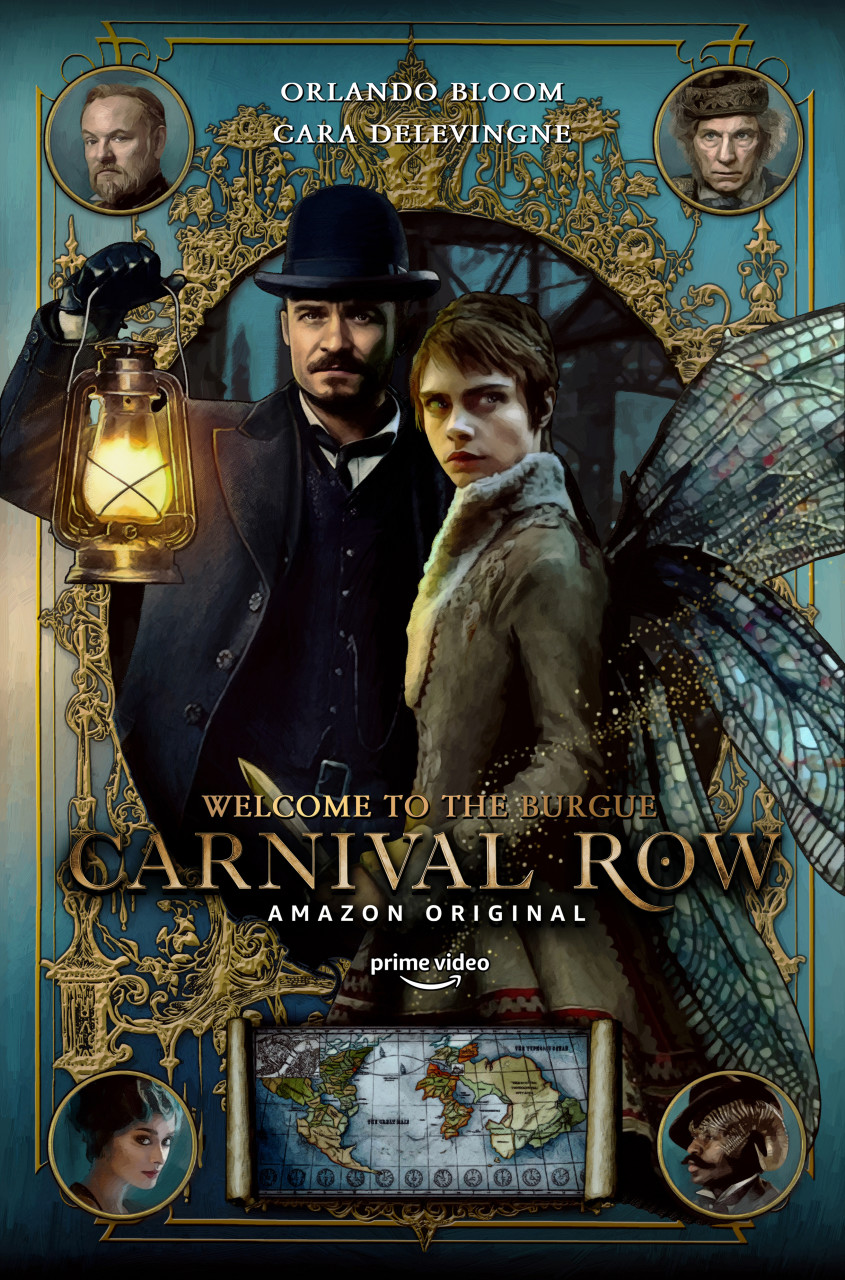 ORLANDO BLOOM
CARA DELEVINGNE
WELCOME TO THE BURGUE
CARNIVAL ROW
AMAZON ORIGINAL
prime video